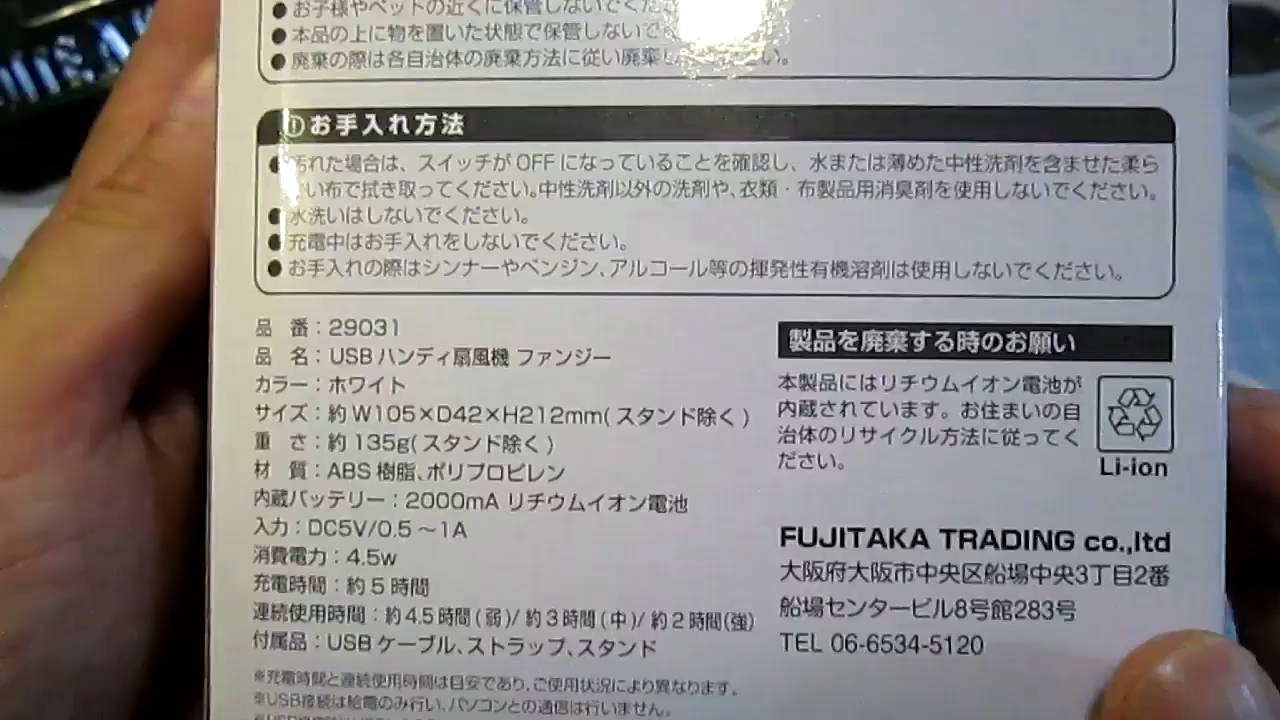 ●お子様やペットの近くに保管しないでくだ
●本品の上に物を置いた状態で保管しないで
●廃棄の際は各自治体の廃棄方法に従い廃棄 い。
お手入れ方法
●汚れた場合は、スイッチがOFFになっていることを確認し、水または薄めた中性洗剤を含ませた柔ら
い布で拭き取ってください。中性洗剤以外の洗剤や、衣類・布製品用消臭剤を使用しないでください。
●水洗いはしないでください。
●充電中はお手入れをしないでください。
●お手入れの際はシンナーやベンジン、アルコール等の揮発性有機溶剤は使用しないでください。
品 番：29031
品 名：USBハンディ扇風機 ファンジー
カラー：ホワイト
サイズ：約W105×D42×H212mm(スタンド除く)
重 さ：約135g(スタンド除く)
材 質：ABS樹脂、ポリプロピレン
内蔵バッテリー：2000mA リチウムイオン電池
入力：DC5V/0.5～1A
消費電力：4.5w
充電時間：約5時間
連続使用時間：約4.5時間(弱)/約3時間(中)/約2時間(強)
付属品：USBケーブル、ストラップ、スタンド
※充電時間と連続使用時間は目安であり、ご使用状況により異なります。
※USB接続は給電のみ行い、パソコンとの通信は行いません。
製品を廃棄する時のお願い
本製品にはリチウムイオン電池が
内蔵されています。お住まいの自
治体のリサイクル方法に従ってく
ださい。
Li-ion
FUJITAKA TRADING co.,ltd
大阪府大阪市中央区船場中央3丁目2番
船場センタービル8号館283号
TEL 06-6534-5120